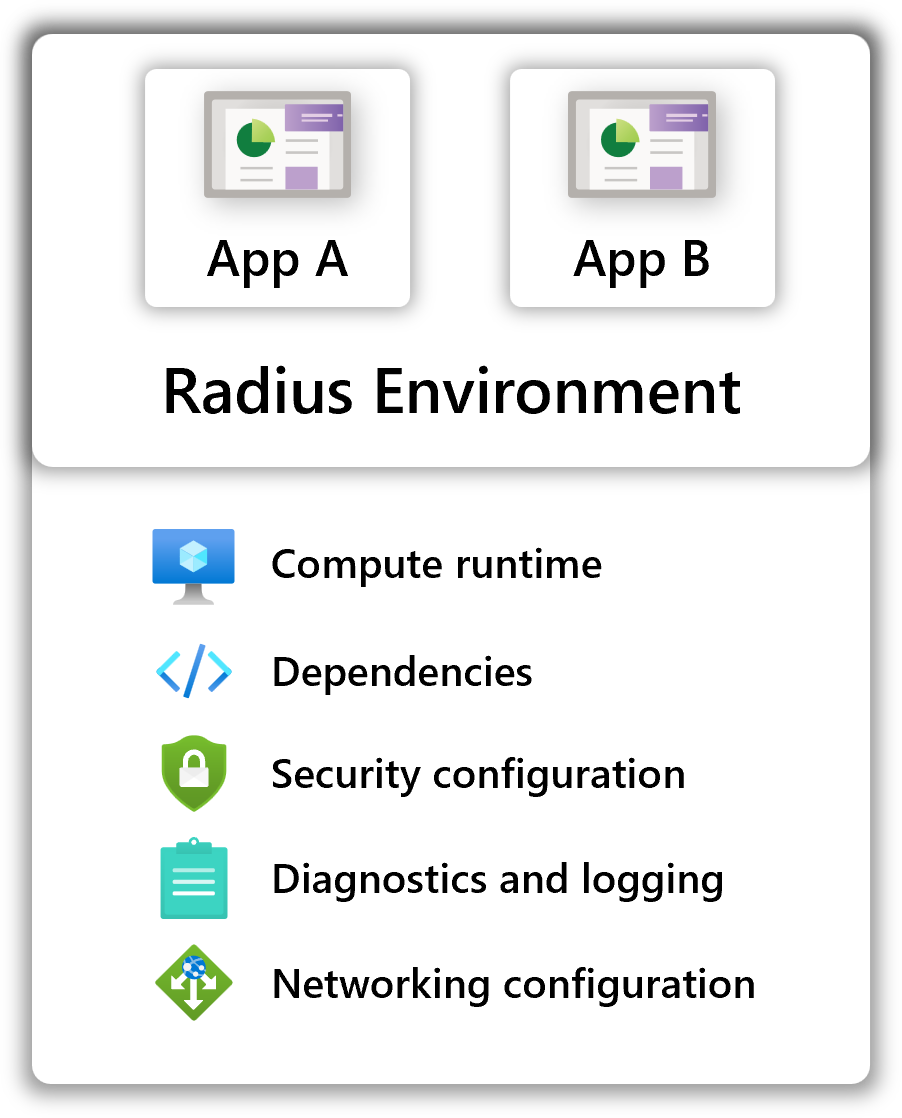 App A
App B
Radius Environment
Compute runtime
Dependencies
Security configuration
Diagnostics and logging
Networking configuration